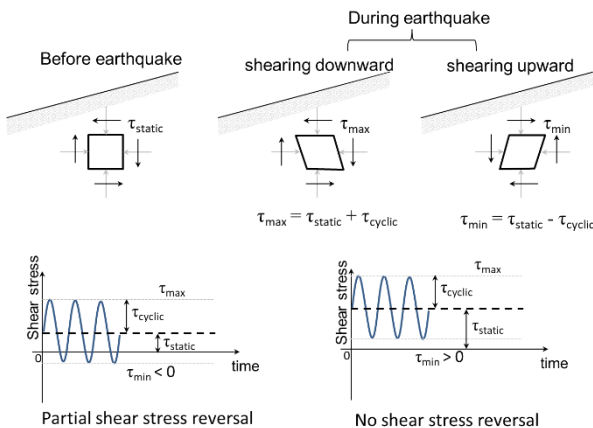 During earthquake
Before earthquake
shearing downward
shearing upward
τstatic
τmax
τmin
τmax = τstatic + τcyclic
τmin = τstatic - τcyclic
Shear stress
τmax
τcyclic
τstatic
0
time
τmin < 0
Partial shear stress reversal
Shear stress
τmax
τcyclic
τstatic
0
time
τmin > 0
No shear stress reversal